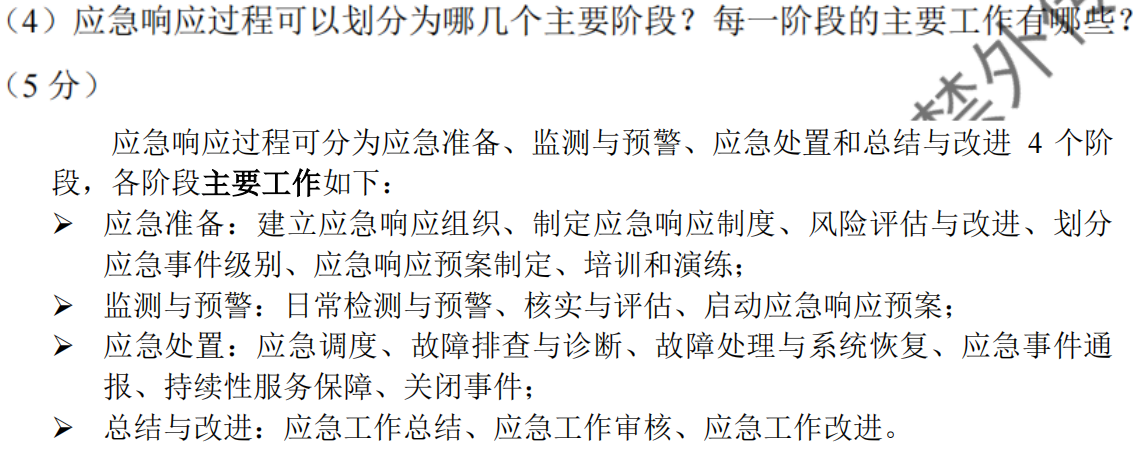 （4）应急响应过程可以划分为哪几个主要阶段？每一阶段的主要工作有哪些？
（5 分）
禁外传
应急响应过程可分为应急准备、监测与预警、应急处置和总结与改进 4 个阶
段，各阶段主要工作如下：
➢ 应急准备：建立应急响应组织、制定应急响应制度、风险评估与改进、划分
应急事件级别、应急响应预案制定、培训和演练；
➢ 监测与预警：日常检测与预警、核实与评估、启动应急响应预案；
➢ 应急处置：应急调度、故障排查与诊断、故障处理与系统恢复、应急事件通
报、持续性服务保障、关闭事件；
➢ 总结与改进：应急工作总结、应急工作审核、应急工作改进。